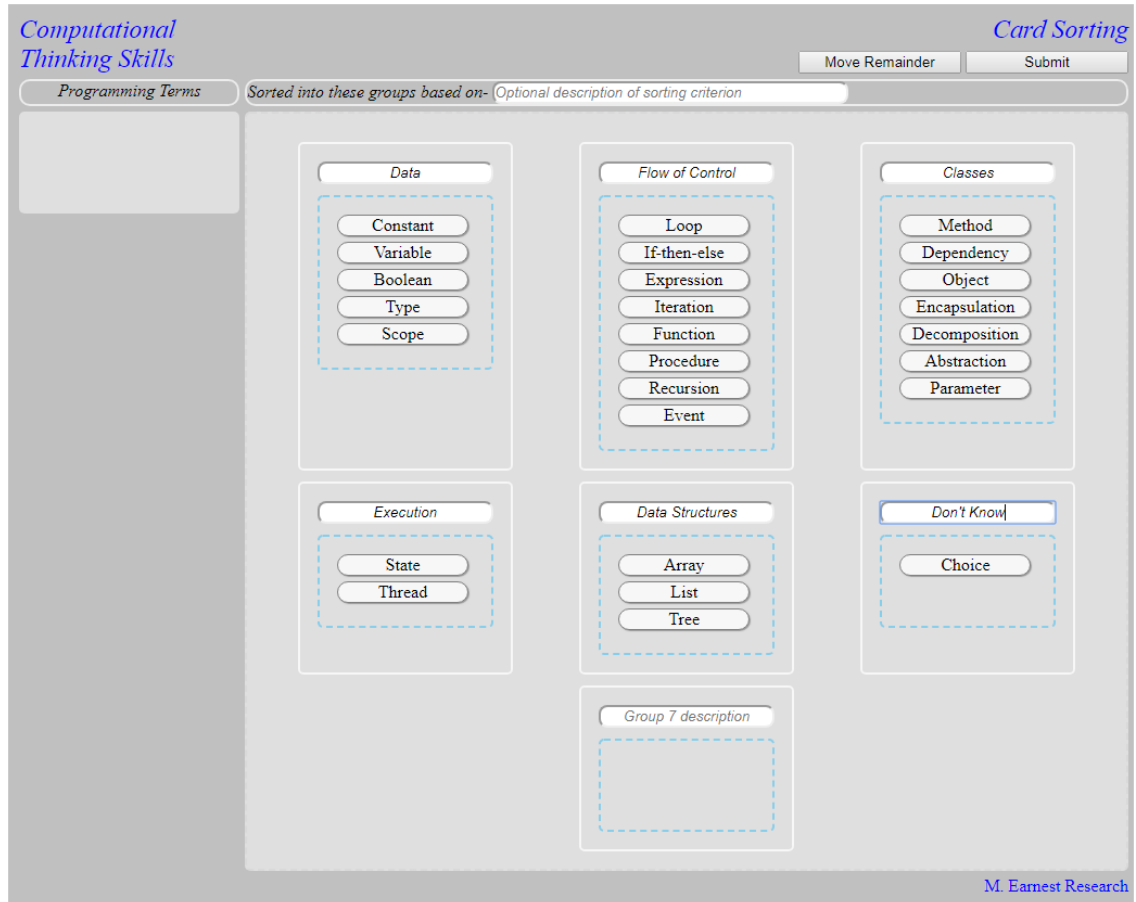 Computational
Thinking Skills
Card Sorting
Move Remainder
Submit
Programming Terms
Sorted into these groups based on- Optional description of sorting criterion
Data
Constant
Variable
Boolean
Type
Scope
Flow of Control
Loop
If-then-else
Expression
Iteration
Function
Procedure
Recursion
Event
Classes
Method
Dependency
Object
Encapsulation
Decomposition
Abstraction
Parameter
Execution
State
Thread
Data Structures
Array
List
Tree
Don't Know
Choice
Group 7 description
M. Earnest Research